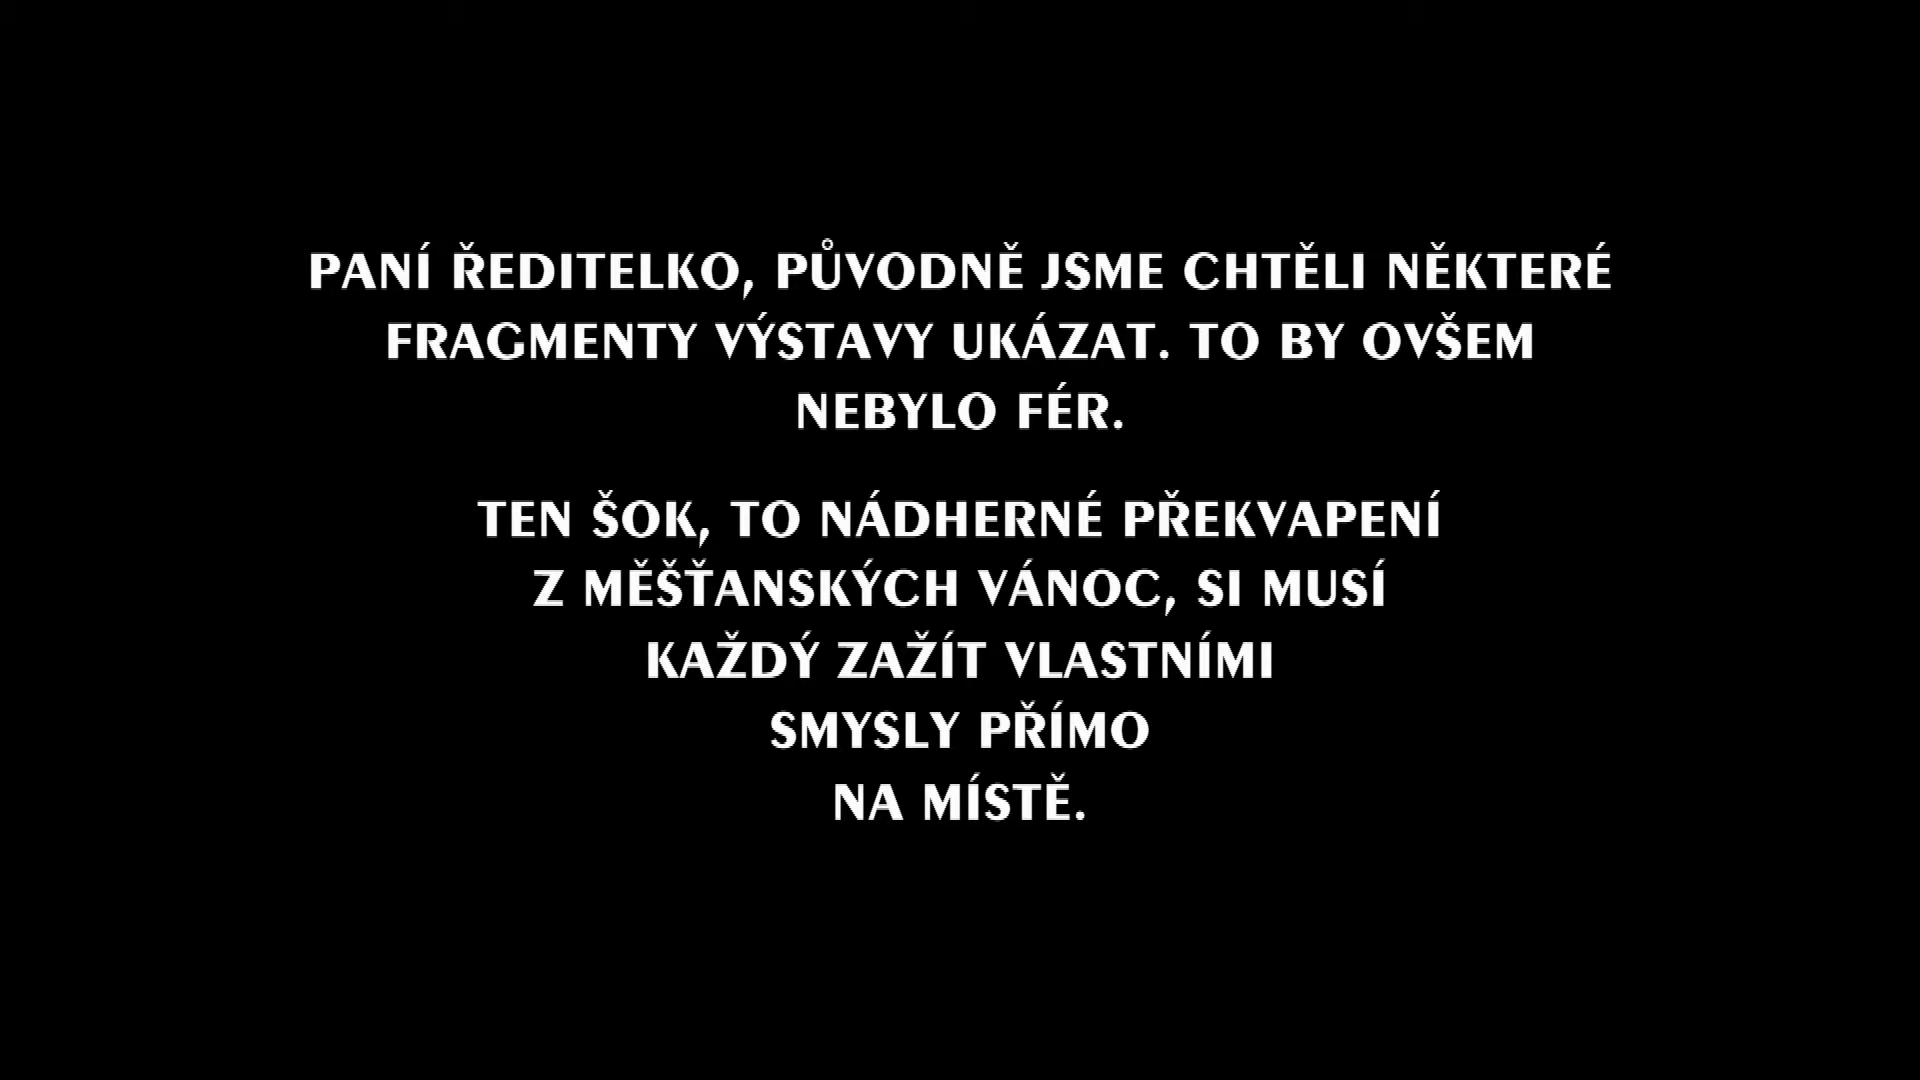 PANÍ ŘEDITELKO, PŮVODNĚ JSME CHTĚLI NĚKTERÉ
FRAGMENTY VÝSTAVY UKÁZAT. TO BY OVŠEM
NEBYLO FÉR.
TEN ŠOK, TO NÁDHERNÉ PŘEKVAPENÍ
Z MĚŠŤANSKÝCH VÁNOC, SI MUSÍ
KAŽDÝ ZAŽÍT VLASTNÍMI
SMYSLY PŘÍMO
NA MÍSTĚ.